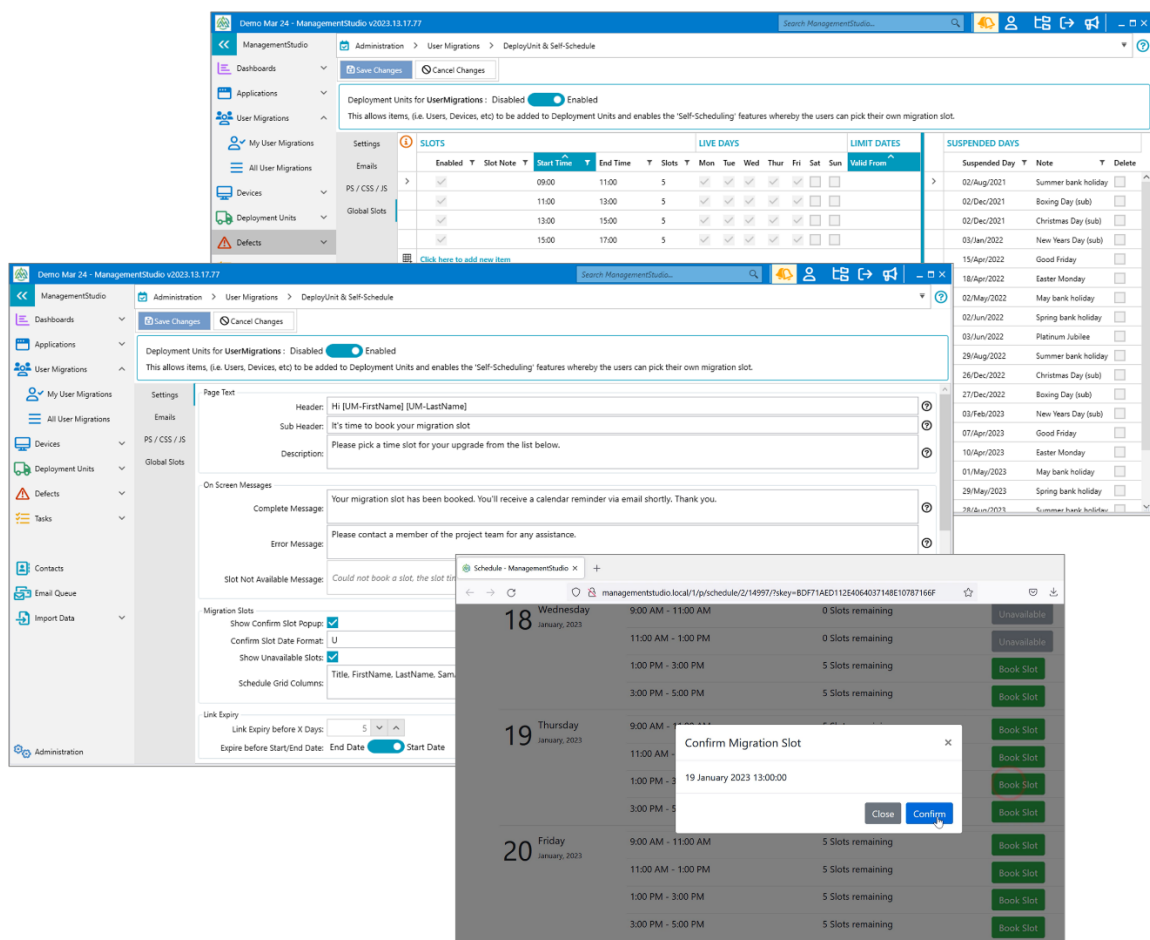 Demo Mar 24 - ManagementStudio v2023.13.17.77
Search ManagementStudio...
ManagementStudio
Administration > User Migrations > DeployUnit & Self-Schedule
Dashboards
Save Changes
Cancel Changes
Applications
Deployment Units for UserMigrations : Disabled Enabled
User Migrations
This allows items, (i.e. Users, Devices, etc) to be added to Deployment Units and enables the 'Self-Scheduling' features whereby the users can pick their own migration slot.
My User Migrations
All User Migrations
Devices
Deployment Units
Defects
Settings
Emails
PS / CSS / JS
Global Slots
SLOTS LIVE DAYS LIMIT DATES
Enabled Slot Note Start Time End Time Slots Mon Tue Wed Thur Fri Sat Sun Valid From
09:00 11:00 5
11:00 13:00 5
13:00 15:00 5
15:00 17:00 5
Click here to add new item
SUSPENDED DAYS
Suspended Day Note Delete
02/Aug/2021 Summer bank holiday
02/Dec/2021 Boxing Day (sub)
02/Dec/2021 Christmas Day (sub)
03/Jan/2022 New Years Day (sub)
15/Apr/2022 Good Friday
18/Apr/2022 Easter Monday
02/May/2022 May bank holiday
02/Jun/2022 Spring bank holiday
03/Jun/2022 Platinum Jubilee
29/Aug/2022 Summer bank holiday
26/Dec/2022 Christmas Day (sub)
27/Dec/2022 Boxing Day (sub)
03/Feb/2023 New Years Day (sub)
07/Apr/2023 Good Friday
10/Apr/2023 Easter Monday
01/May/2023 May bank holiday
29/May/2023 Spring bank holiday
28/Aug/2023 Summer bank holiday
Demo Mar 24 - ManagementStudio v2023.13.17.77
Search ManagementStudio...
ManagementStudio
Administration > User Migrations > DeployUnit & Self-Schedule
Dashboards
Save Changes
Cancel Changes
Applications
Deployment Units for UserMigrations : Disabled Enabled
User Migrations
This allows items, (i.e. Users, Devices, etc) to be added to Deployment Units and enables the 'Self-Scheduling' features whereby the users can pick their own migration slot.
My User Migrations
All User Migrations
Devices
Deployment Units
Defects
Tasks
Contacts
Email Queue
Import Data
Administration
Settings
Emails
PS / CSS / JS
Global Slots
Page Text
Header: Hi [UM-FirstName] [UM-LastName]
Sub Header: It's time to book your migration slot
Description: Please pick a time slot for your upgrade from the list below.
On Screen Messages
Complete Message: Your migration slot has been booked. You'll receive a calendar reminder via email shortly. Thank you.
Error Message: Please contact a member of the project team for any assistance.
Slot Not Available Message: Could not book a slot, the slot
Migration Slots
Show Confirm Slot Popup:
Confirm Slot Date Format: U
Show Unavailable Slots:
Schedule Grid Columns: Title, FirstName, LastName, Sam
Link Expiry
Link Expiry before X Days: 5
Expire before Start/End Date: End Date Start Date
Schedule - ManagementStudio
managementstudio.local/1/p/schedule/2/14997/?skey=BDF71AED112E4064037148E10787166F
18 Wednesday
January, 2023
9:00 AM - 11:00 AM 0 Slots remaining Unavailable
11:00 AM - 1:00 PM 0 Slots remaining Unavailable
1:00 PM - 3:00 PM 5 Slots remaining Book Slot
3:00 PM - 5:00 PM 5 Slots remaining Book Slot
19 Thursday
January, 2023
9:00 AM - Book Slot
11:00 AM - Book Slot
1:00 PM - Book Slot
3:00 PM - Book Slot
Confirm Migration Slot
19 January 2023 13:00:00
Close
Confirm
20 Friday
January, 2023
9:00 AM - 11:00 AM 5 Slots remaining Book Slot
11:00 AM - 1:00 PM 5 Slots remaining Book Slot
1:00 PM - 3:00 PM 5 Slots remaining Book Slot
3:00 PM - 5:00 PM 5 Slots remaining Book Slot